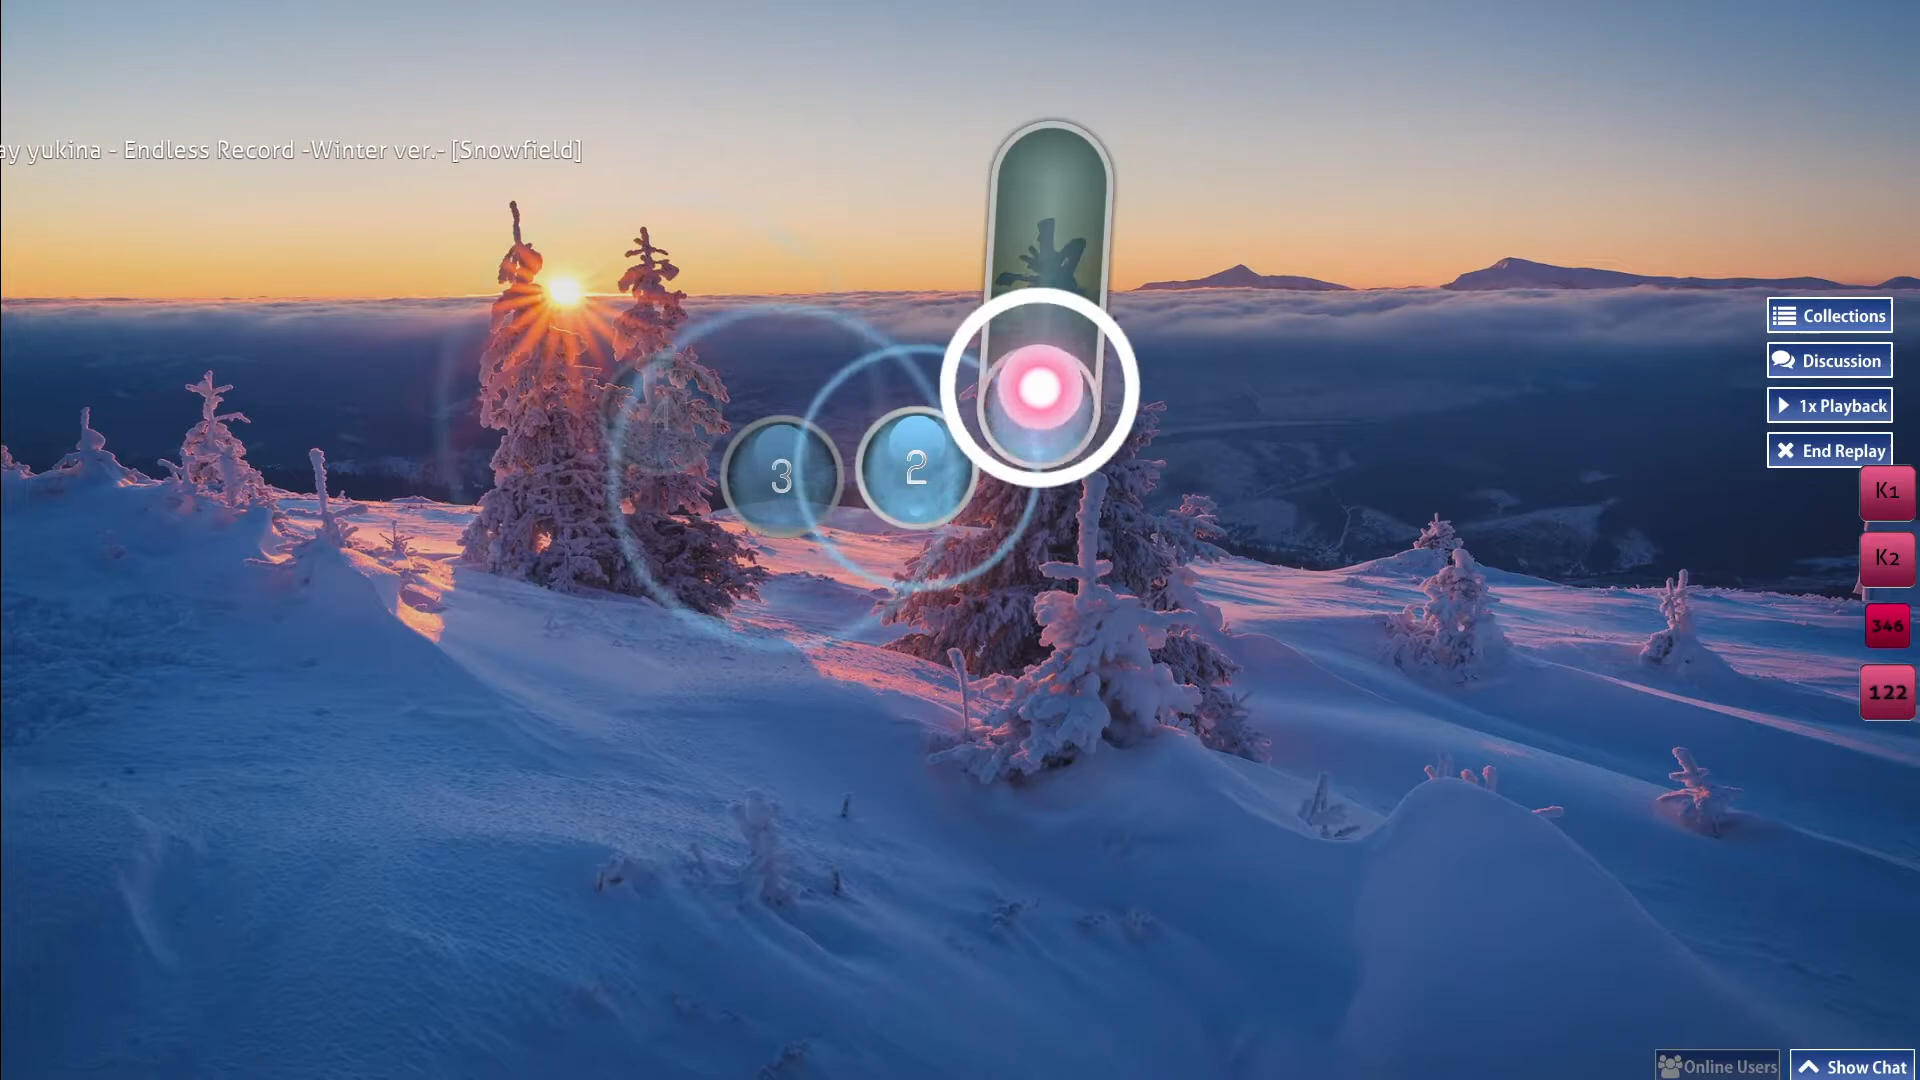 ay yukina - Endless Record -Winter ver.- [Snowfield]
Collections
Discussion
1x Playback
End Replay
4
3
2
K1
K2
346
122
Online Users
Show Chat